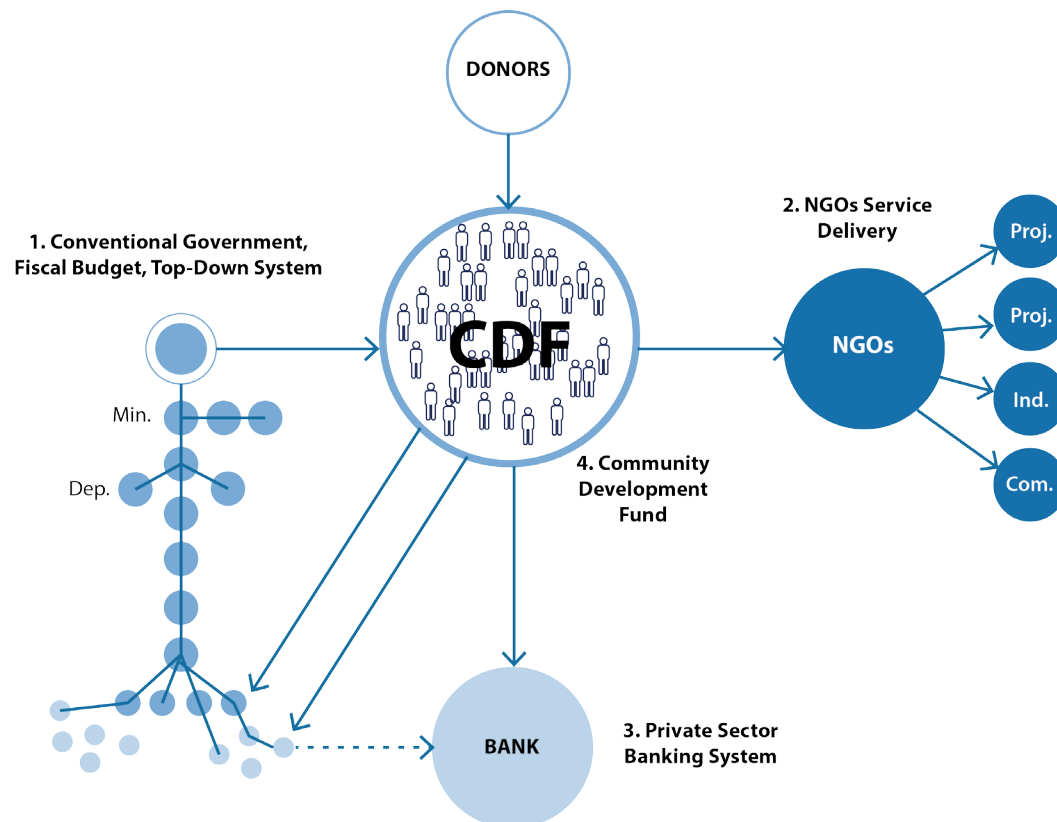 DONORS
1. Conventional Government,
Fiscal Budget, Top-Down System
2. NGOs Service
Delivery
Proj.
Proj.
CDF
NGOs
Ind.
Com.
Min.
Dep.
4. Community
Development
Fund
BANK
3. Private Sector
Banking System